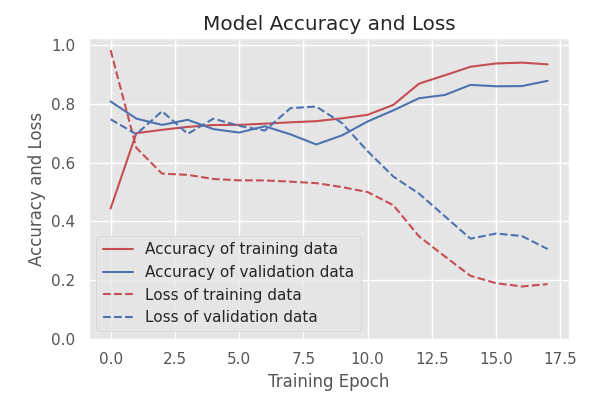 Model Accuracy and Loss
1.0
0.8
0.6
0.4
0.2
0.0
Accuracy and Loss
Accuracy of training data
Accuracy of validation data
Loss of training data
Loss of validation data
0.0 2.5 5.0 7.5 10.0 12.5 15.0 17.5
Training Epoch